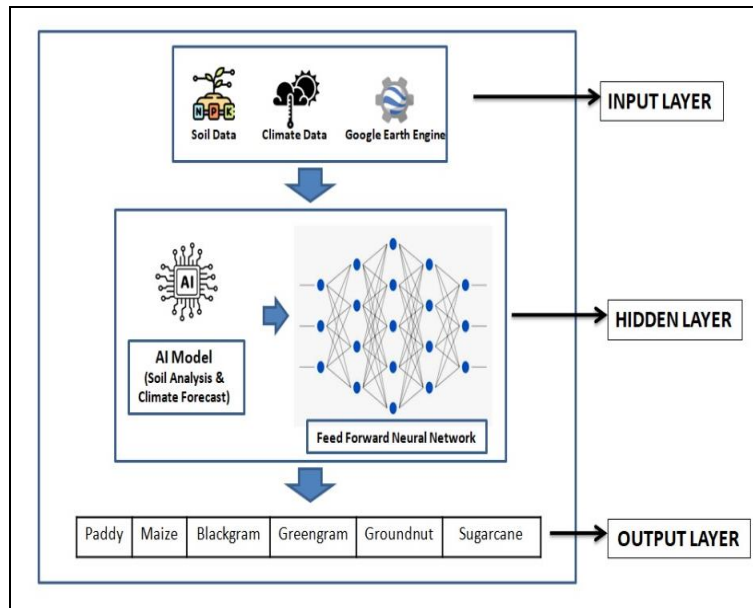 N P K
Soil Data
Climate Data
Google Earth Engine
INPUT LAYER
AI
AI Model
(Soil Analysis &
Climate Forecast)
Feed Forward Neural Network
HIDDEN LAYER
Paddy Maize Blackgram Greengram Groundnut Sugarcane
OUTPUT LAYER